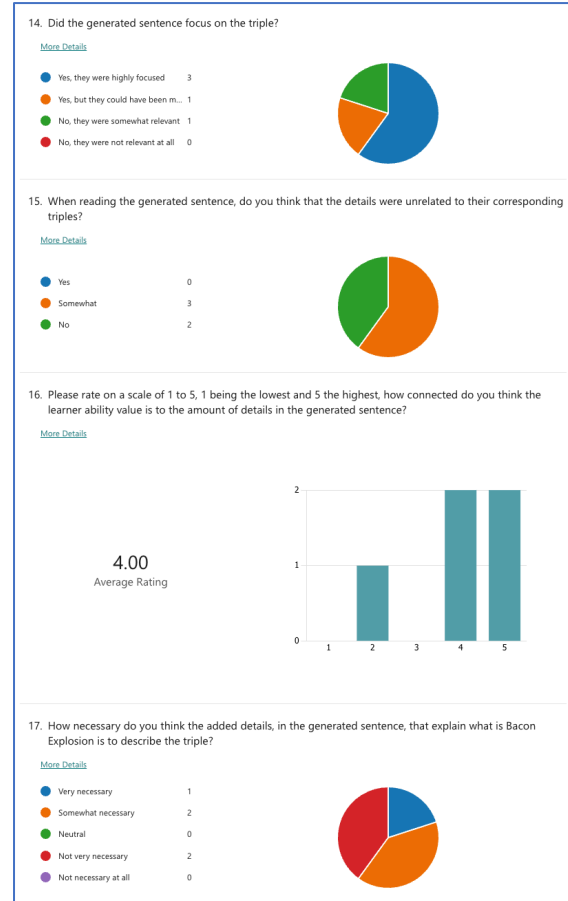 14. Did the generated sentence focus on the triple?
More Details
Yes, they were highly focused 3
Yes, but they could have been m... 1
No, they were somewhat relevant 1
No, they were not relevant at all 0
15. When reading the generated sentence, do you think that the details were unrelated to their corresponding
triples?
More Details
Yes 0
Somewhat 3
No 2
16. Please rate on a scale of 1 to 5, 1 being the lowest and 5 the highest, how connected do you think the
learner ability value is to the amount of details in the generated sentence?
More Details
4.00
Average Rating
2
1
0
1 2 3 4 5
17. How necessary do you think the added details, in the generated sentence, that explain what is Bacon
Explosion is to describe the triple?
More Details
Very necessary 1
Somewhat necessary 2
Neutral 0
Not very necessary 2
Not necessary at all 0